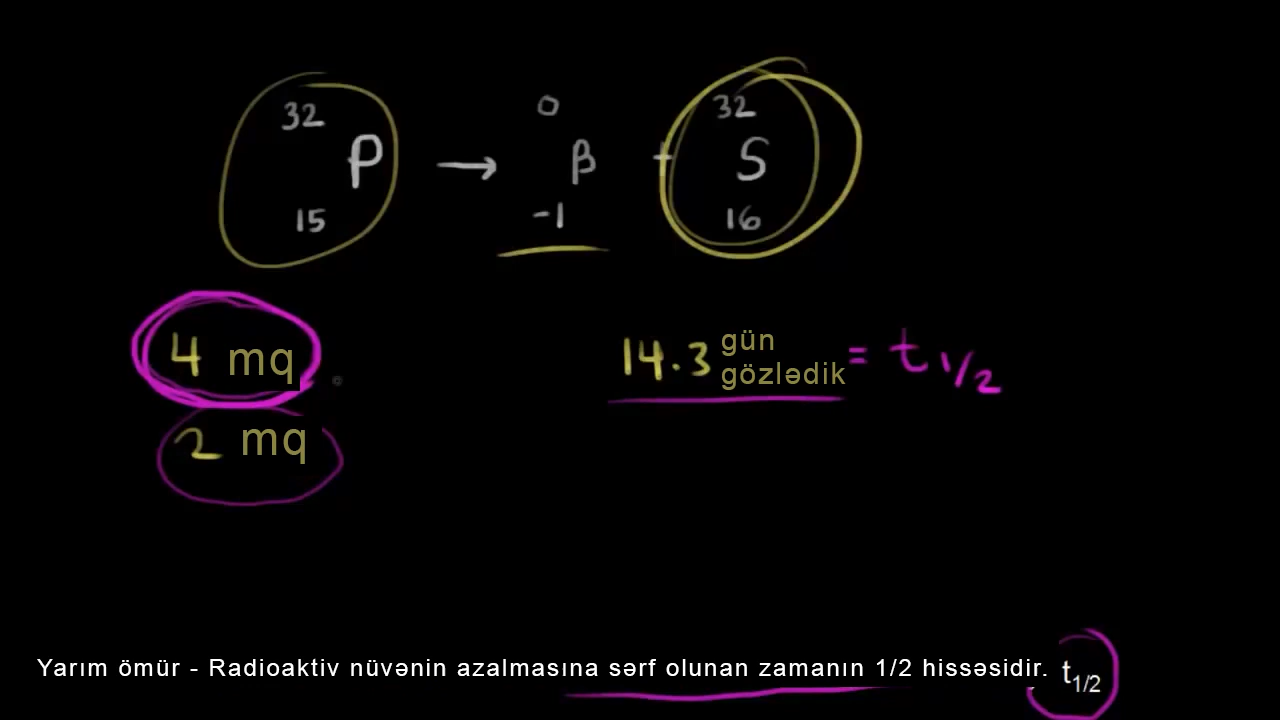 32 0 32
P → β + S
15 -1 16
4 mq 14.3 gün gözlədik = t 1/2
2 mq
Yarım ömür - Radioaktiv nüvənin azalmasına sərf olunan zamanın 1/2 hissəsidir. t1/2